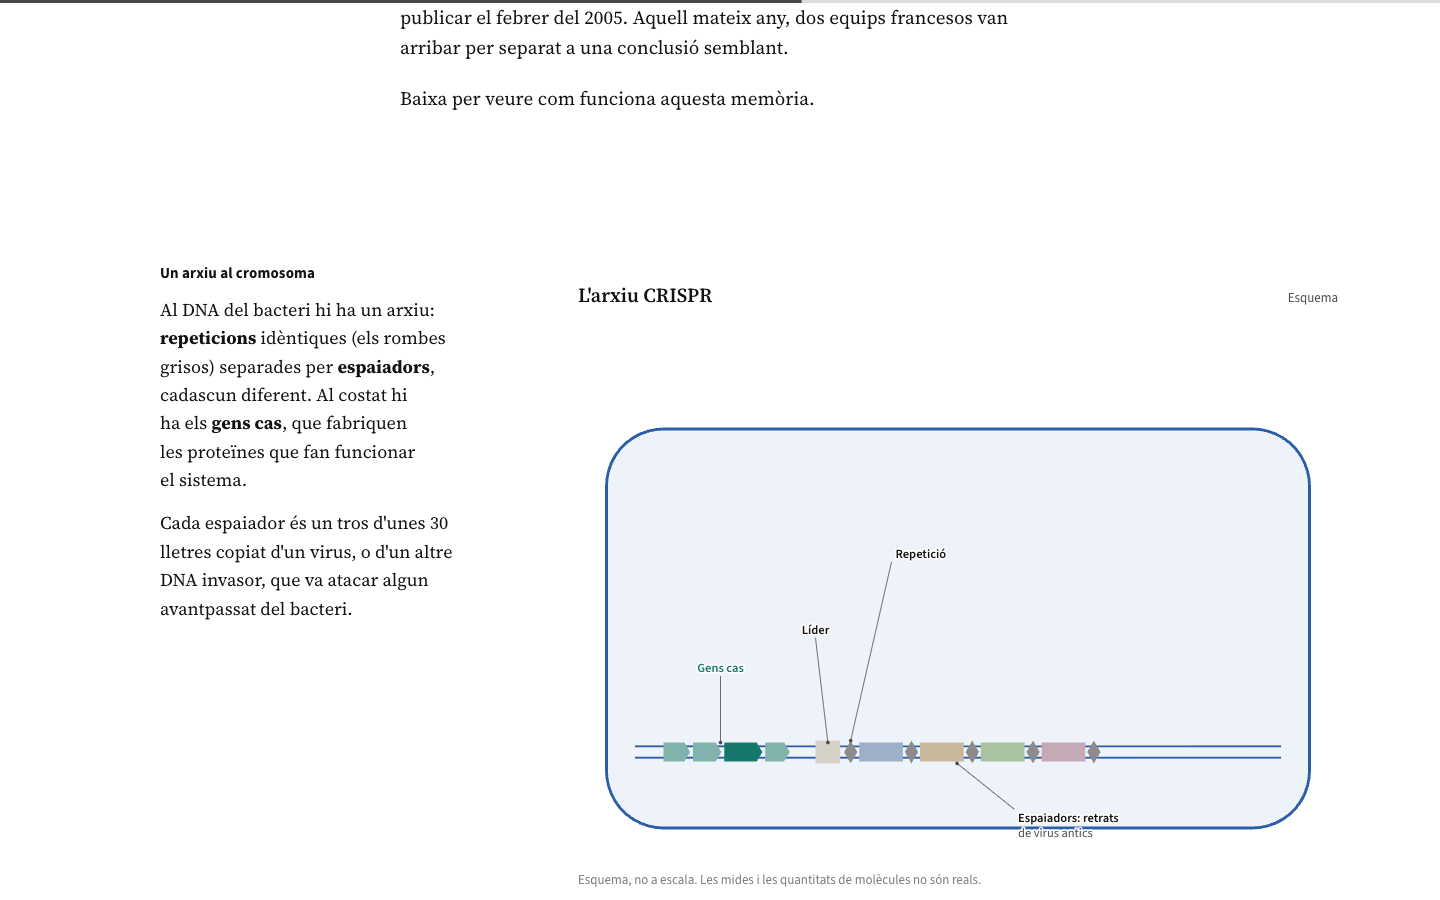 publicar el febrer del 2005. Aquell mateix any, dos equips francesos van
arribar per separat a una conclusió semblant.
Baixa per veure com funciona aquesta memòria.
Un arxiu al cromosoma
Al DNA del bacteri hi ha un arxiu:
repeticions idèntiques (els rombes
grisos) separades per espaiadors,
cadascun diferent. Al costat hi
ha els gens cas, que fabriquen
les proteïnes que fan funcionar
el sistema.
Cada espaiador és un tros d'unes 30
lletres copiat d'un virus, o d'un altre
DNA invasor, que va atacar algun
avantpassat del bacteri.
L'arxiu CRISPR
Esquema
Repetició
Líder
Gens cas
Espaiadors: retrats
de virus antics
Esquema, no a escala. Les mides i les quantitats de molècules no són reals.